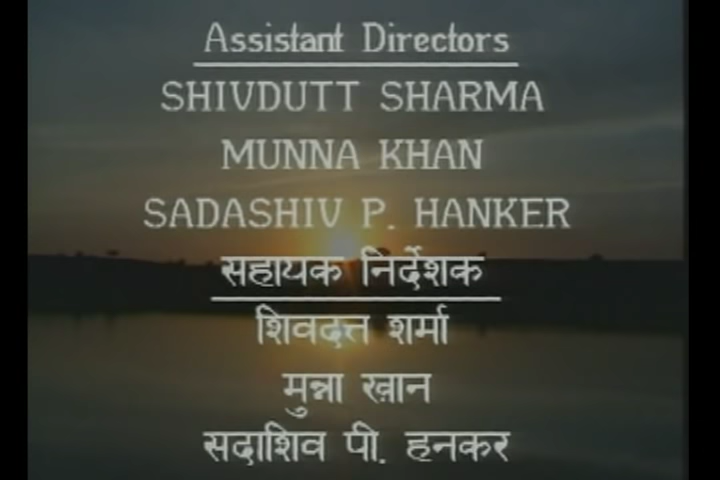 Assistant Directors
SHIVDUTT SHARMA
MUNNA KHAN
SADASHIV P. HANKER
सहायक निर्देशक
शिवदत्त शर्मा
मुन्ना ख़ान
सदाशिव पी. हनकर